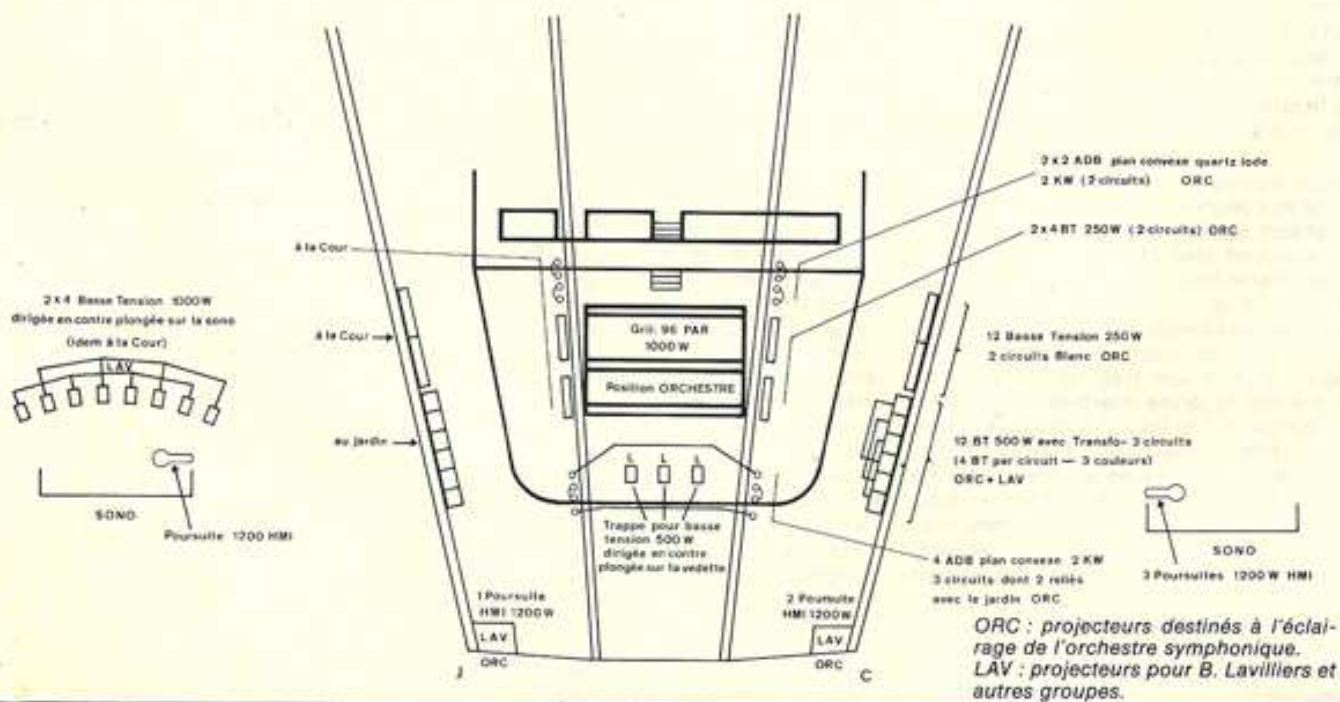 2 x 2 ADB plan convexe quartz iode
2 KW (2 circuits) ORC
2 x 4 BT 250W (2 circuits) ORC
à la Cour
2 x 4 Basse Tension 1000 W
dirigée en contre plongée sur la sono
(idem à la Cour)
LAV
à la Cour
au jardin
Grill 96 PAR
1000 W
Position ORCHESTRE
12 Basse Tension 250W
2 circuits Blanc ORC
12 BT 500 W avec Transfo- 3 circuits
(4 BT par circuit — 3 couleurs)
ORC + LAV
L L L
Trappe pour basse
tension 500 W
dirigée en contre
plongée sur la vedette
SONO
Poursuite 1200 HMI
SONO
3 Poursuites 1200 W HMI
4 ADB plan convexe 2 KW
3 circuits dont 2 reliés
avec le jardin ORC
1 Poursuite
HMI 1200W
LAV
ORC
J
2 Poursuite
HMI 1200W
LAV
ORC
C
ORC : projecteurs destinés à l'éclai-
rage de l'orchestre symphonique.
LAV : projecteurs pour B. Lavilliers et
autres groupes.